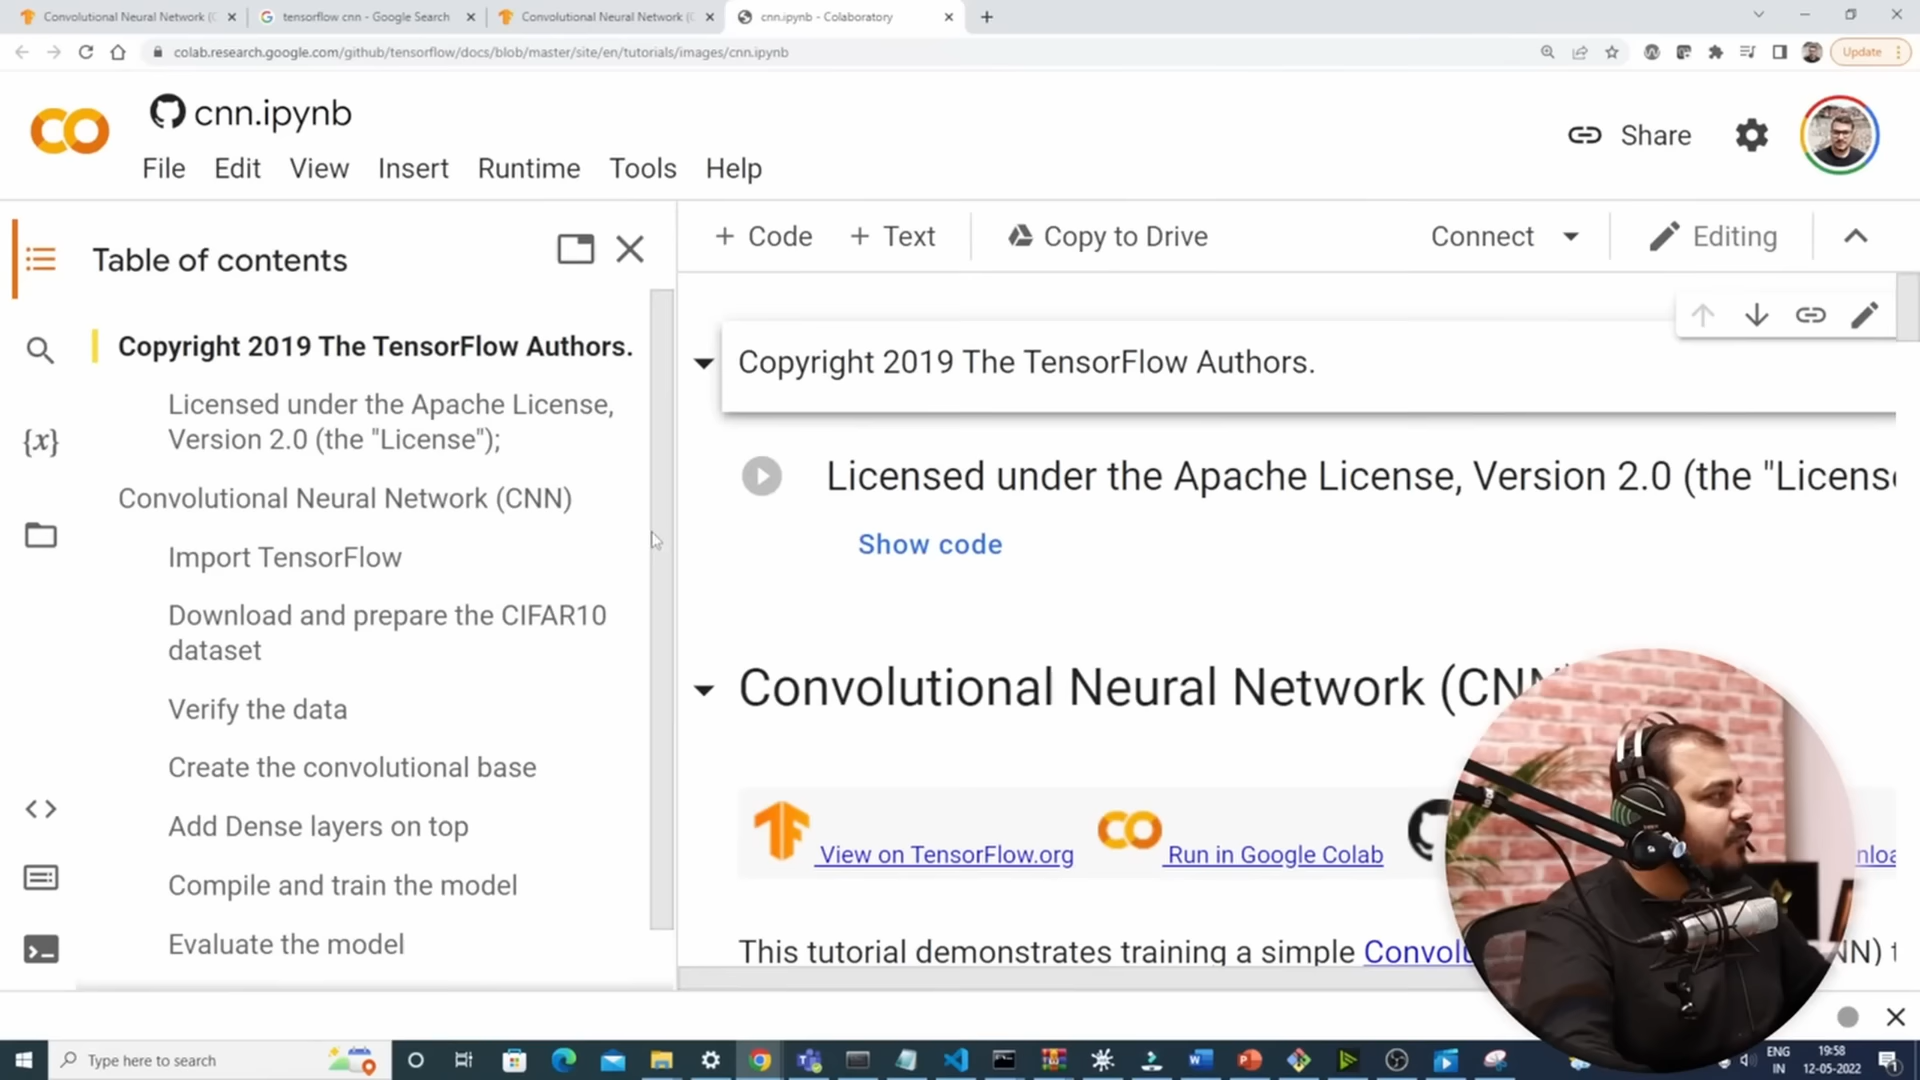 Convolutional Neural Network (C
tensorflow cnn - Google Search
Convolutional Neural Network (C
cnn.ipynb - Colaboratory
colab.research.google.com/github/tensorflow/docs/blob/master/site/en/tutorials/images/cnn.ipynb
Update
cnn.ipynb
File Edit View Insert Runtime Tools Help
Share
Table of contents
+ Code + Text
Copy to Drive
Connect
Editing
Copyright 2019 The TensorFlow Authors.
Licensed under the Apache License,
Version 2.0 (the "License");
Convolutional Neural Network (CNN)
Import TensorFlow
Download and prepare the CIFAR10
dataset
Verify the data
Create the convolutional base
Add Dense layers on top
Compile and train the model
Evaluate the model
{x}
Copyright 2019 The TensorFlow Authors.
Licensed under the Apache License, Version 2.0 (the "Licens
Show code
Convolutional Neural Network (CN
View on TensorFlow.org
Run in Google Colab
nloa
This tutorial demonstrates training a simple Convolu
NN) t
Type here to search
ENG
IN
19:58
12-05-2022